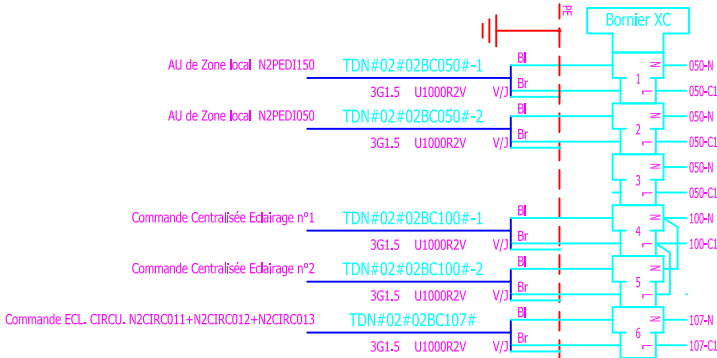 PE
Bornier XC
AU de Zone local N2PEDI150 TDN#02#02BC050#-1 Bl N 050-N
1
3G1.5 U1000R2V V/J Br L 050-C1
AU de Zone local N2PEDI050 TDN#02#02BC050#-2 Bl N 050-N
2
3G1.5 U1000R2V V/J Br L 050-C1
N 050-N
3
L 050-C1
Commande Centralisée Eclairage n°1 TDN#02#02BC100#-1 Bl N 100-N
4
3G1.5 U1000R2V V/J Br L 100-C1
Commande Centralisée Eclairage n°2 TDN#02#02BC100#-2 Bl N
5
3G1.5 U1000R2V V/J Br L
Commande ECL. CIRCU. N2CIRC011+N2CIRC012+N2CIRC013 TDN#02#02BC107# Bl N 107-N
6
3G1.5 U1000R2V V/J Br L 107-C1